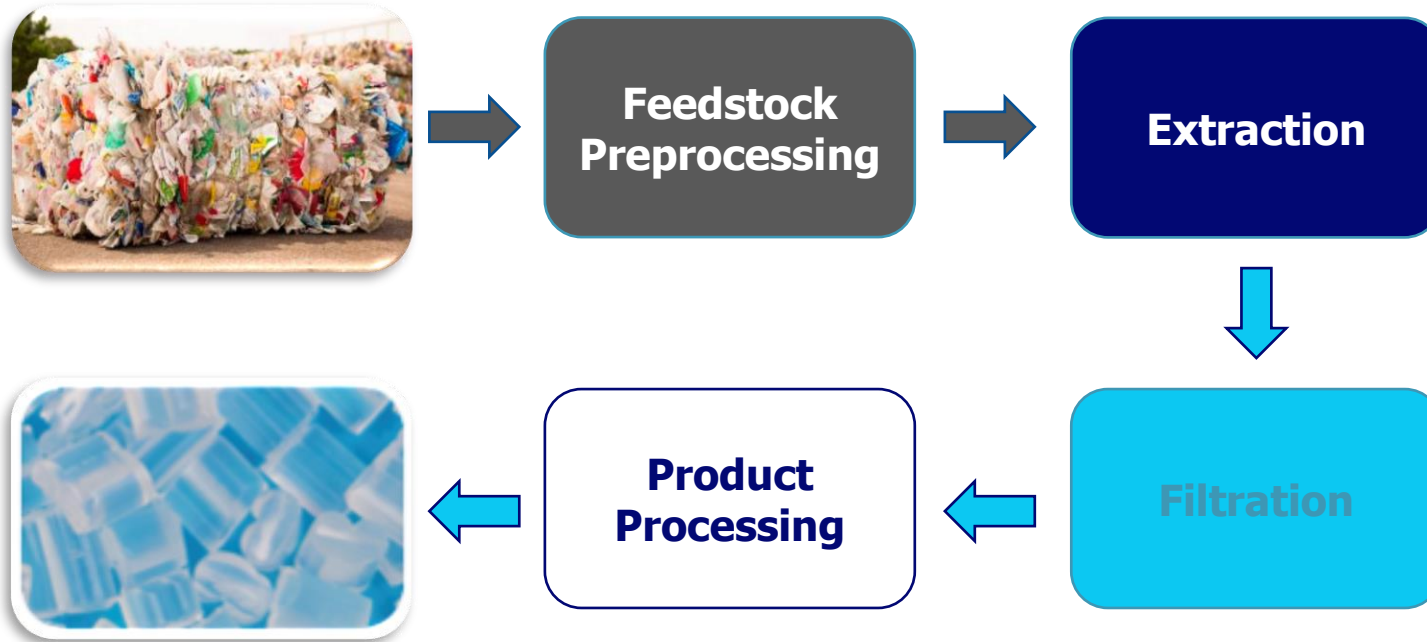 Feedstock
Preprocessing
Extraction
Filtration
Product
Processing